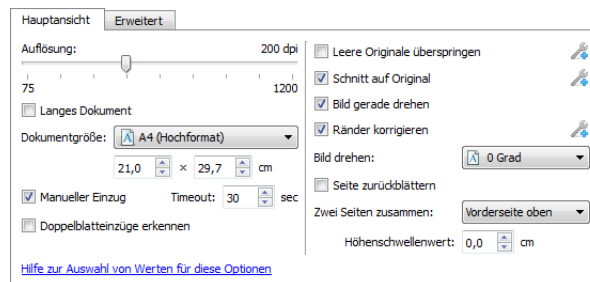 Hauptansicht Erweitert
Auflösung: 200 dpi
75 1200
Langes Dokument
Dokumentgröße: A4 (Hochformat)
21,0 × 29,7 cm
Manueller Einzug Timeout: 30 sec
Doppelblatteinzüge erkennen
Hilfe zur Auswahl von Werten für diese Optionen
Leere Originale überspringen
Schnitt auf Original
Bild gerade drehen
Ränder korrigieren
Bild drehen: A 0 Grad
Seite zurückblättern
Zwei Seiten zusammen: Vorderseite oben
Höhenschwellenwert: 0,0 cm